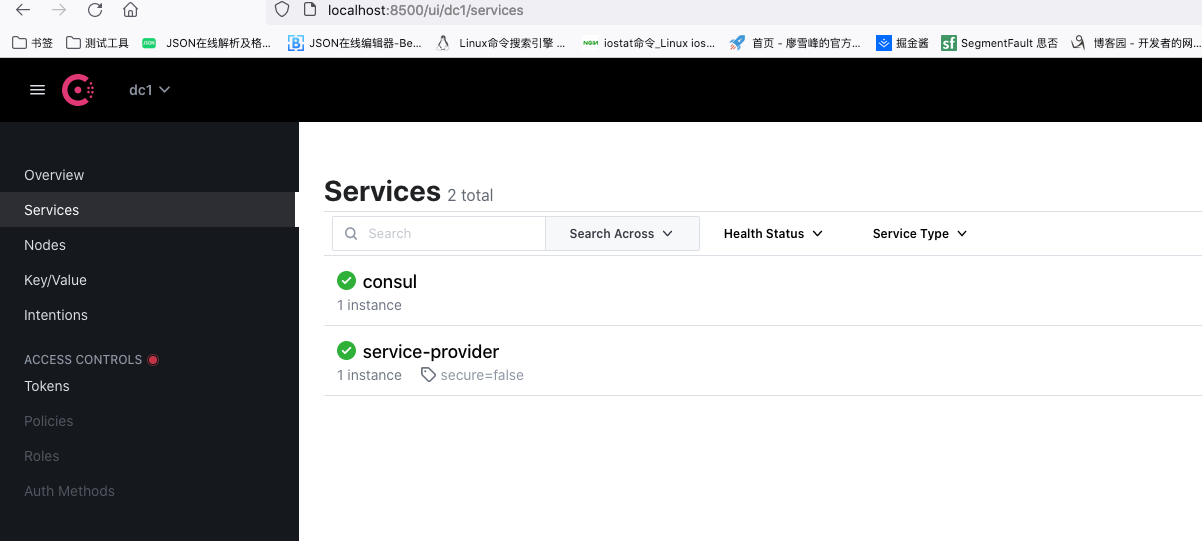 localhost:8500/ui/dc1/services
书签 测试工具 JSON JSON在线解析及格... JSON在线编辑器-Be... Linux命令搜索引擎 ... iostat命令_Linux ios... 首页 - 廖雪峰的官方... 掘金酱 sf SegmentFault 思否 博客园 - 开发者的网...
dc1
Overview
Services
Nodes
Key/Value
Intentions
ACCESS CONTROLS
Tokens
Policies
Roles
Auth Methods
Services 2 total
Search Search Across Health Status Service Type
consul
1 instance
service-provider
1 instance secure=false